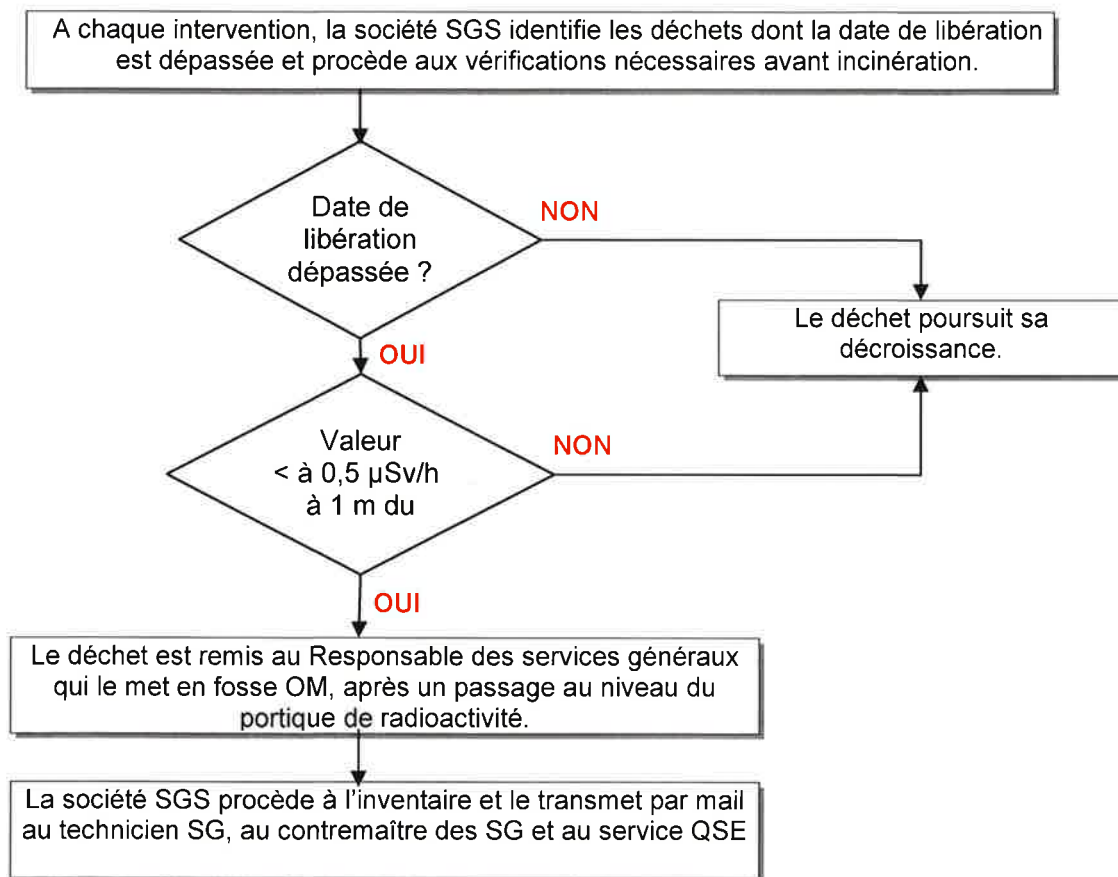 A chaque intervention, la société SGS identifie les déchets dont la date de libération
est dépassée et procède aux vérifications nécessaires avant incinération.
Date de
libération
dépassée ?
NON
Le déchet poursuit sa
décroissance.
OUI
Valeur
< à 0,5 µSv/h
à 1 m du
NON
OUI
Le déchet est remis au Responsable des services généraux
qui le met en fosse OM, après un passage au niveau du
portique de radioactivité.
La société SGS procède à l'inventaire et le transmet par mail
au technicien SG, au contremaître des SG et au service QSE